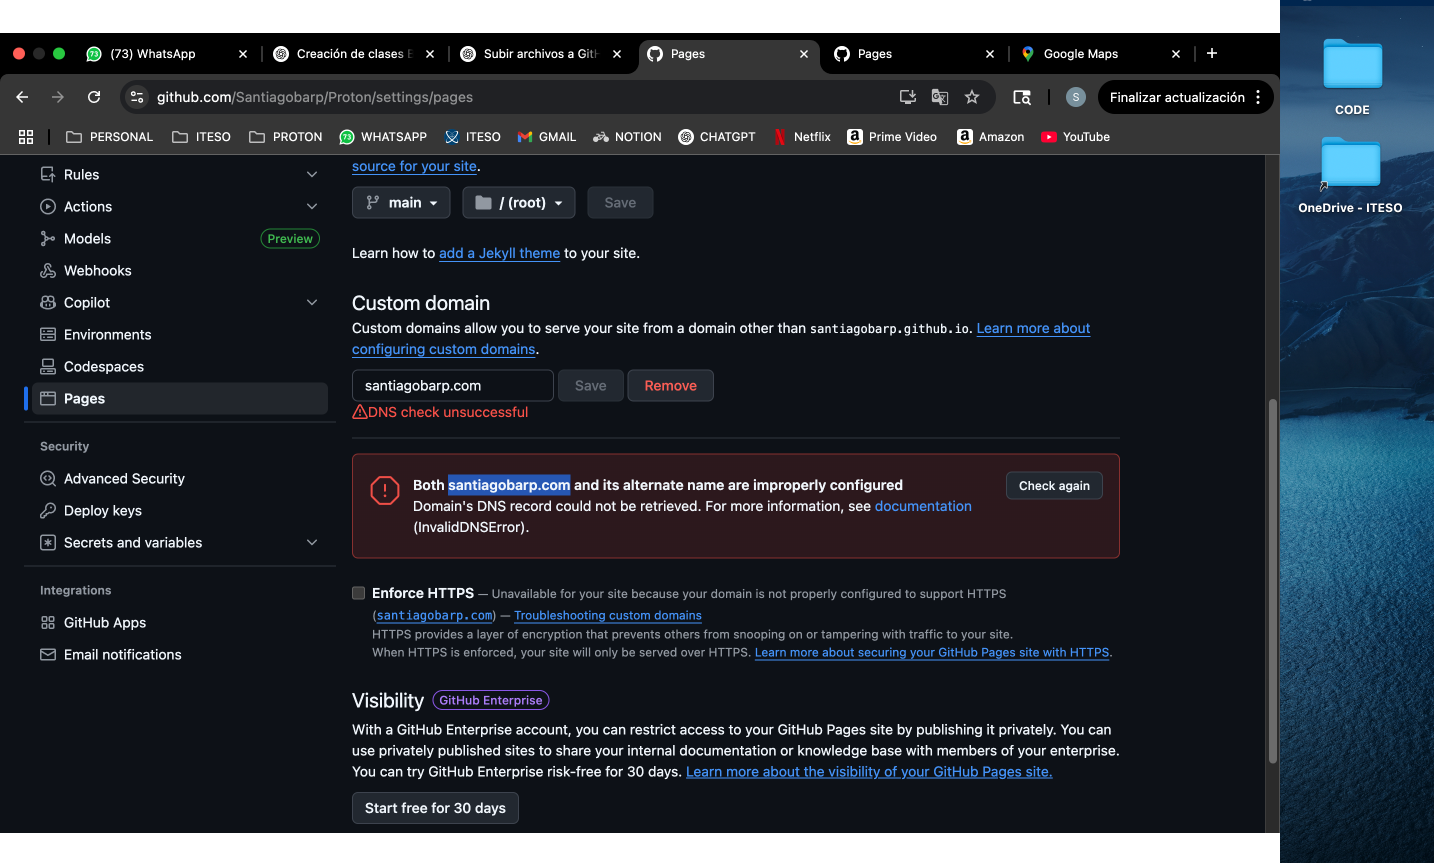 (73) WhatsApp
Creación de clases E
Subir archivos a GitH
Pages
Pages
Google Maps
github.com/Santiagobarp/Proton/settings/pages
S
Finalizar actualización
PERSONAL
ITESO
PROTON
73
WHATSAPP
ITESO
GMAIL
NOTION
CHATGPT
Netflix
Prime Video
Amazon
YouTube
CODE
OneDrive - ITESO
Rules
Actions
Models
Preview
Webhooks
Copilot
Environments
Codespaces
Pages
Security
Advanced Security
Deploy keys
Secrets and variables
Integrations
GitHub Apps
Email notifications
source for your site.
main
/ (root)
Save
Learn how to add a Jekyll theme to your site.
Custom domain
Custom domains allow you to serve your site from a domain other than santiagobarp.github.io. Learn more about
configuring custom domains.
santiagobarp.com
Save
Remove
DNS check unsuccessful
Both santiagobarp.com and its alternate name are improperly configured
Domain's DNS record could not be retrieved. For more information, see documentation
(InvalidDNSError).
Check again
Enforce HTTPS — Unavailable for your site because your domain is not properly configured to support HTTPS
(santiagobarp.com) — Troubleshooting custom domains
HTTPS provides a layer of encryption that prevents others from snooping on or tampering with traffic to your site.
When HTTPS is enforced, your site will only be served over HTTPS. Learn more about securing your GitHub Pages site with HTTPS.
Visibility
GitHub Enterprise
With a GitHub Enterprise account, you can restrict access to your GitHub Pages site by publishing it privately. You can
use privately published sites to share your internal documentation or knowledge base with members of your enterprise.
You can try GitHub Enterprise risk-free for 30 days. Learn more about the visibility of your GitHub Pages site.
Start free for 30 days